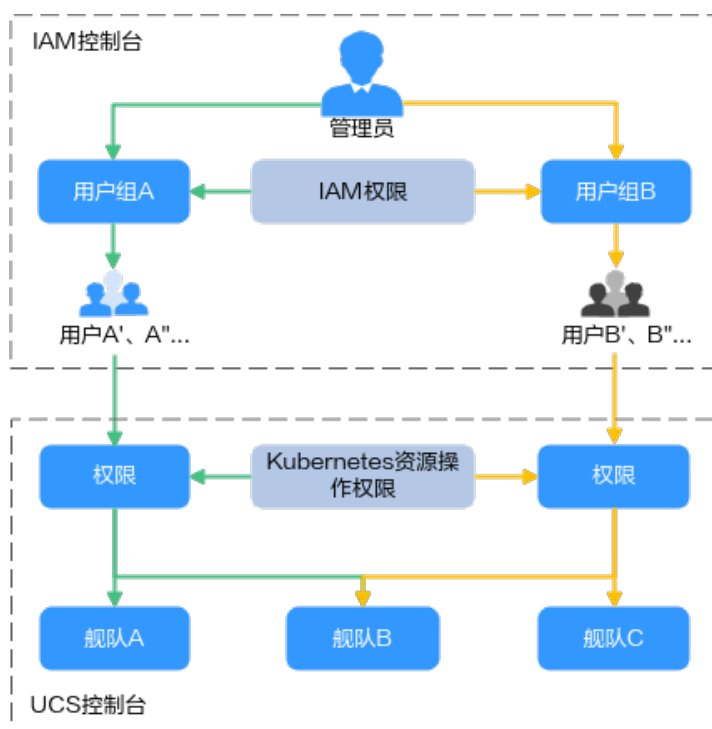 IAM控制台
管理员
用户组A
IAM权限
用户组B
用户A'、A"...
用户B'、B"...
权限
Kubernetes资源操
作权限
权限
舰队A
舰队B
舰队C
UCS控制台